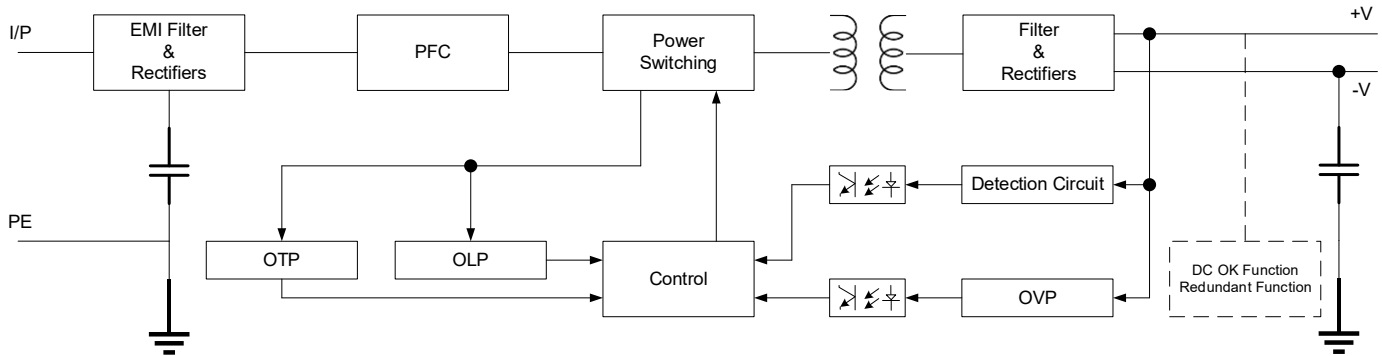 I/P
EMI Filter
&
Rectifiers
PFC
Power
Switching
Filter
&
Rectifiers
+V
-V
Detection Circuit
PE
OTP
OLP
Control
OVP
DC OK Function
Redundant Function